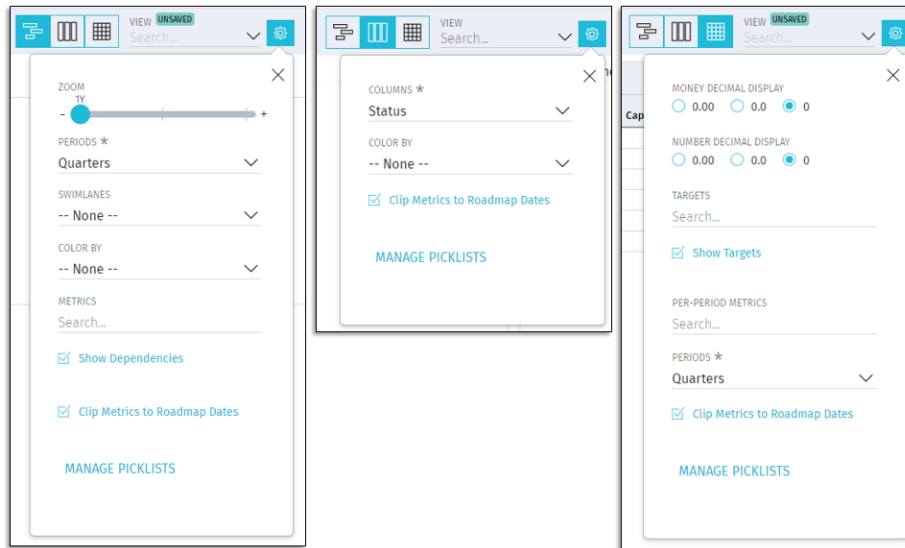 VIEW UNSAVED
Search...
ZOOM
1Y
- +
PERIODS *
Quarters
SWIMLANES
-- None --
COLOR BY
-- None --
METRICS
Search...
Show Dependencies
Clip Metrics to Roadmap Dates
MANAGE PICKLISTS
VIEW
Search...
COLUMNS *
Status
COLOR BY
-- None --
Clip Metrics to Roadmap Dates
MANAGE PICKLISTS
VIEW UNSAVED
Search...
Cap
MONEY DECIMAL DISPLAY
0.00 0.0 0
NUMBER DECIMAL DISPLAY
0.00 0.0 0
TARGETS
Search...
Show Targets
PER-PERIOD METRICS
Search...
PERIODS *
Quarters
Clip Metrics to Roadmap Dates
MANAGE PICKLISTS